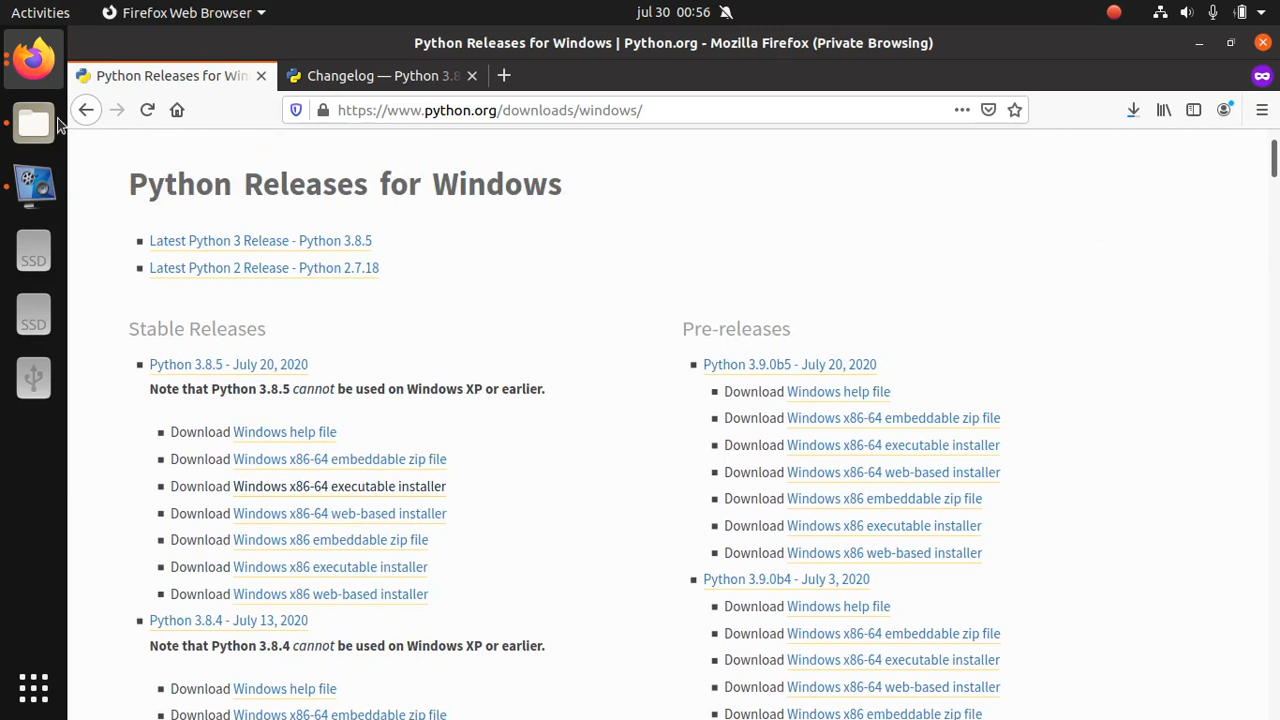 Activities Firefox Web Browser jul 30 00:56
Python Releases for Windows | Python.org - Mozilla Firefox (Private Browsing)
Python Releases for Win Changelog — Python 3.8
https://www.python.org/downloads/windows/
Python Releases for Windows
Latest Python 3 Release - Python 3.8.5
Latest Python 2 Release - Python 2.7.18
Stable Releases
Python 3.8.5 - July 20, 2020
Note that Python 3.8.5 cannot be used on Windows XP or earlier.
Download Windows help file
Download Windows x86-64 embeddable zip file
Download Windows x86-64 executable installer
Download Windows x86-64 web-based installer
Download Windows x86 embeddable zip file
Download Windows x86 executable installer
Download Windows x86 web-based installer
Python 3.8.4 - July 13, 2020
Note that Python 3.8.4 cannot be used on Windows XP or earlier.
Download Windows help file
Download Windows x86-64 embeddable zip file
Pre-releases
Python 3.9.0b5 - July 20, 2020
Download Windows help file
Download Windows x86-64 embeddable zip file
Download Windows x86-64 executable installer
Download Windows x86-64 web-based installer
Download Windows x86 embeddable zip file
Download Windows x86 executable installer
Download Windows x86 web-based installer
Python 3.9.0b4 - July 3, 2020
Download Windows help file
Download Windows x86-64 embeddable zip file
Download Windows x86-64 executable installer
Download Windows x86-64 web-based installer
Download Windows x86 embeddable zip file
SSD
SSD